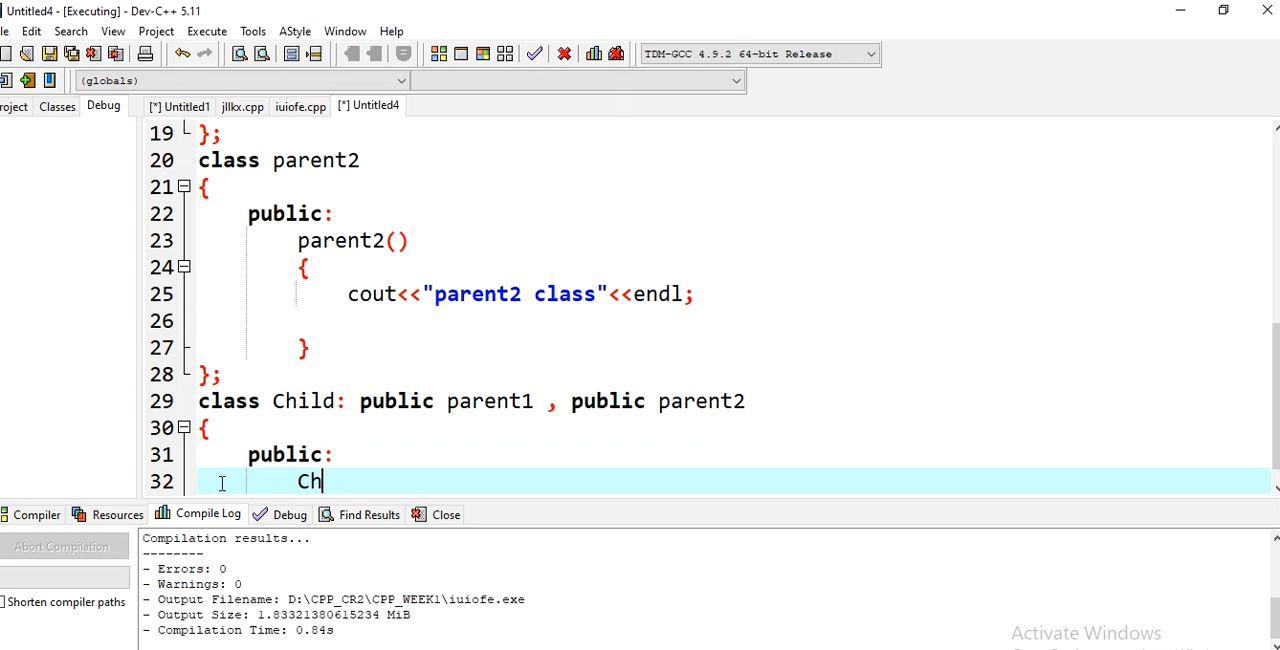 Untitled4 - [Executing] - Dev-C++ 5.11
le Edit Search View Project Execute Tools AStyle Window Help
TDM-GCC 4.9.2 64-bit Release
(globals)
roject Classes Debug [*] Untitled1 jllkx.cpp iuiofe.cpp [*] Untitled4
19 };
20 class parent2
21 {
22 public:
23 parent2()
24 {
25 cout<<"parent2 class"<<endl;
26
27 }
28 };
29 class Child: public parent1 , public parent2
30 {
31 public:
32 Ch
Compiler Resources Compile Log Debug Find Results Close
Abort Compilation
Shorten compiler paths
Compilation results...
--------
- Errors: 0
- Warnings: 0
- Output Filename: D:\CPP_CR2\CPP_WEEK1\iuiofe.exe
- Output Size: 1.83321380615234 MiB
- Compilation Time: 0.84s
Activate Windows